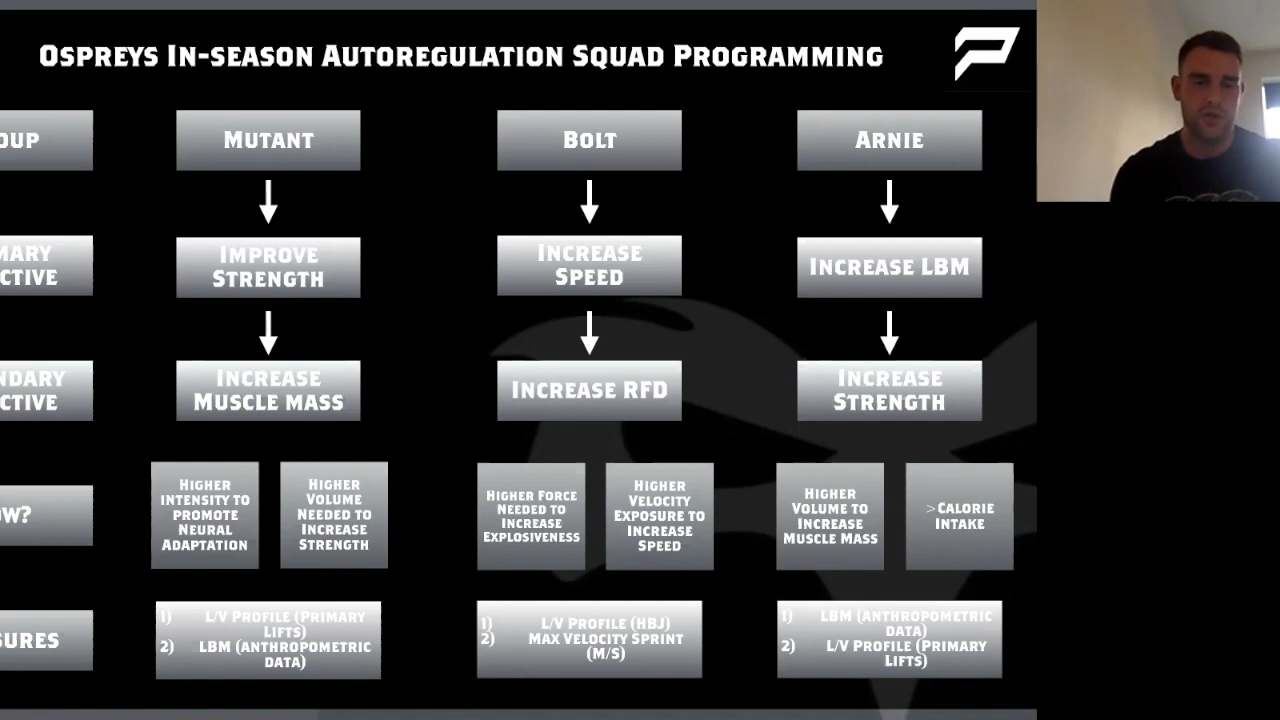 OSPREYS IN-SEASON AUTOREGULATION SQUAD PROGRAMMING
OUP
MUTANT
BOLT
ARNIE
MARY
CTIVE
IMPROVE
STRENGTH
INCREASE
SPEED
INCREASE LBM
NDARY
CTIVE
INCREASE
MUSCLE MASS
INCREASE RFD
INCREASE
STRENGTH
OW?
HIGHER
INTENSITY TO
PROMOTE
NEURAL
ADAPTATION
HIGHER
VOLUME
NEEDED TO
INCREASE
STRENGTH
HIGHER FORCE
NEEDED TO
INCREASE
EXPLOSIVENESS
HIGHER
VELOCITY
EXPOSURE TO
INCREASE
SPEED
HIGHER
VOLUME TO
INCREASE
MUSCLE MASS
>CALORIE
INTAKE
SURES
1) L/V PROFILE (PRIMARY
LIFTS)
2) LBM (ANTHROPOMETRIC
DATA)
1) L/V PROFILE (HBJ)
2) MAX VELOCITY SPRINT
(M/S)
1) LBM (ANTHROPOMETRIC
DATA)
2) L/V PROFILE (PRIMARY
LIFTS)